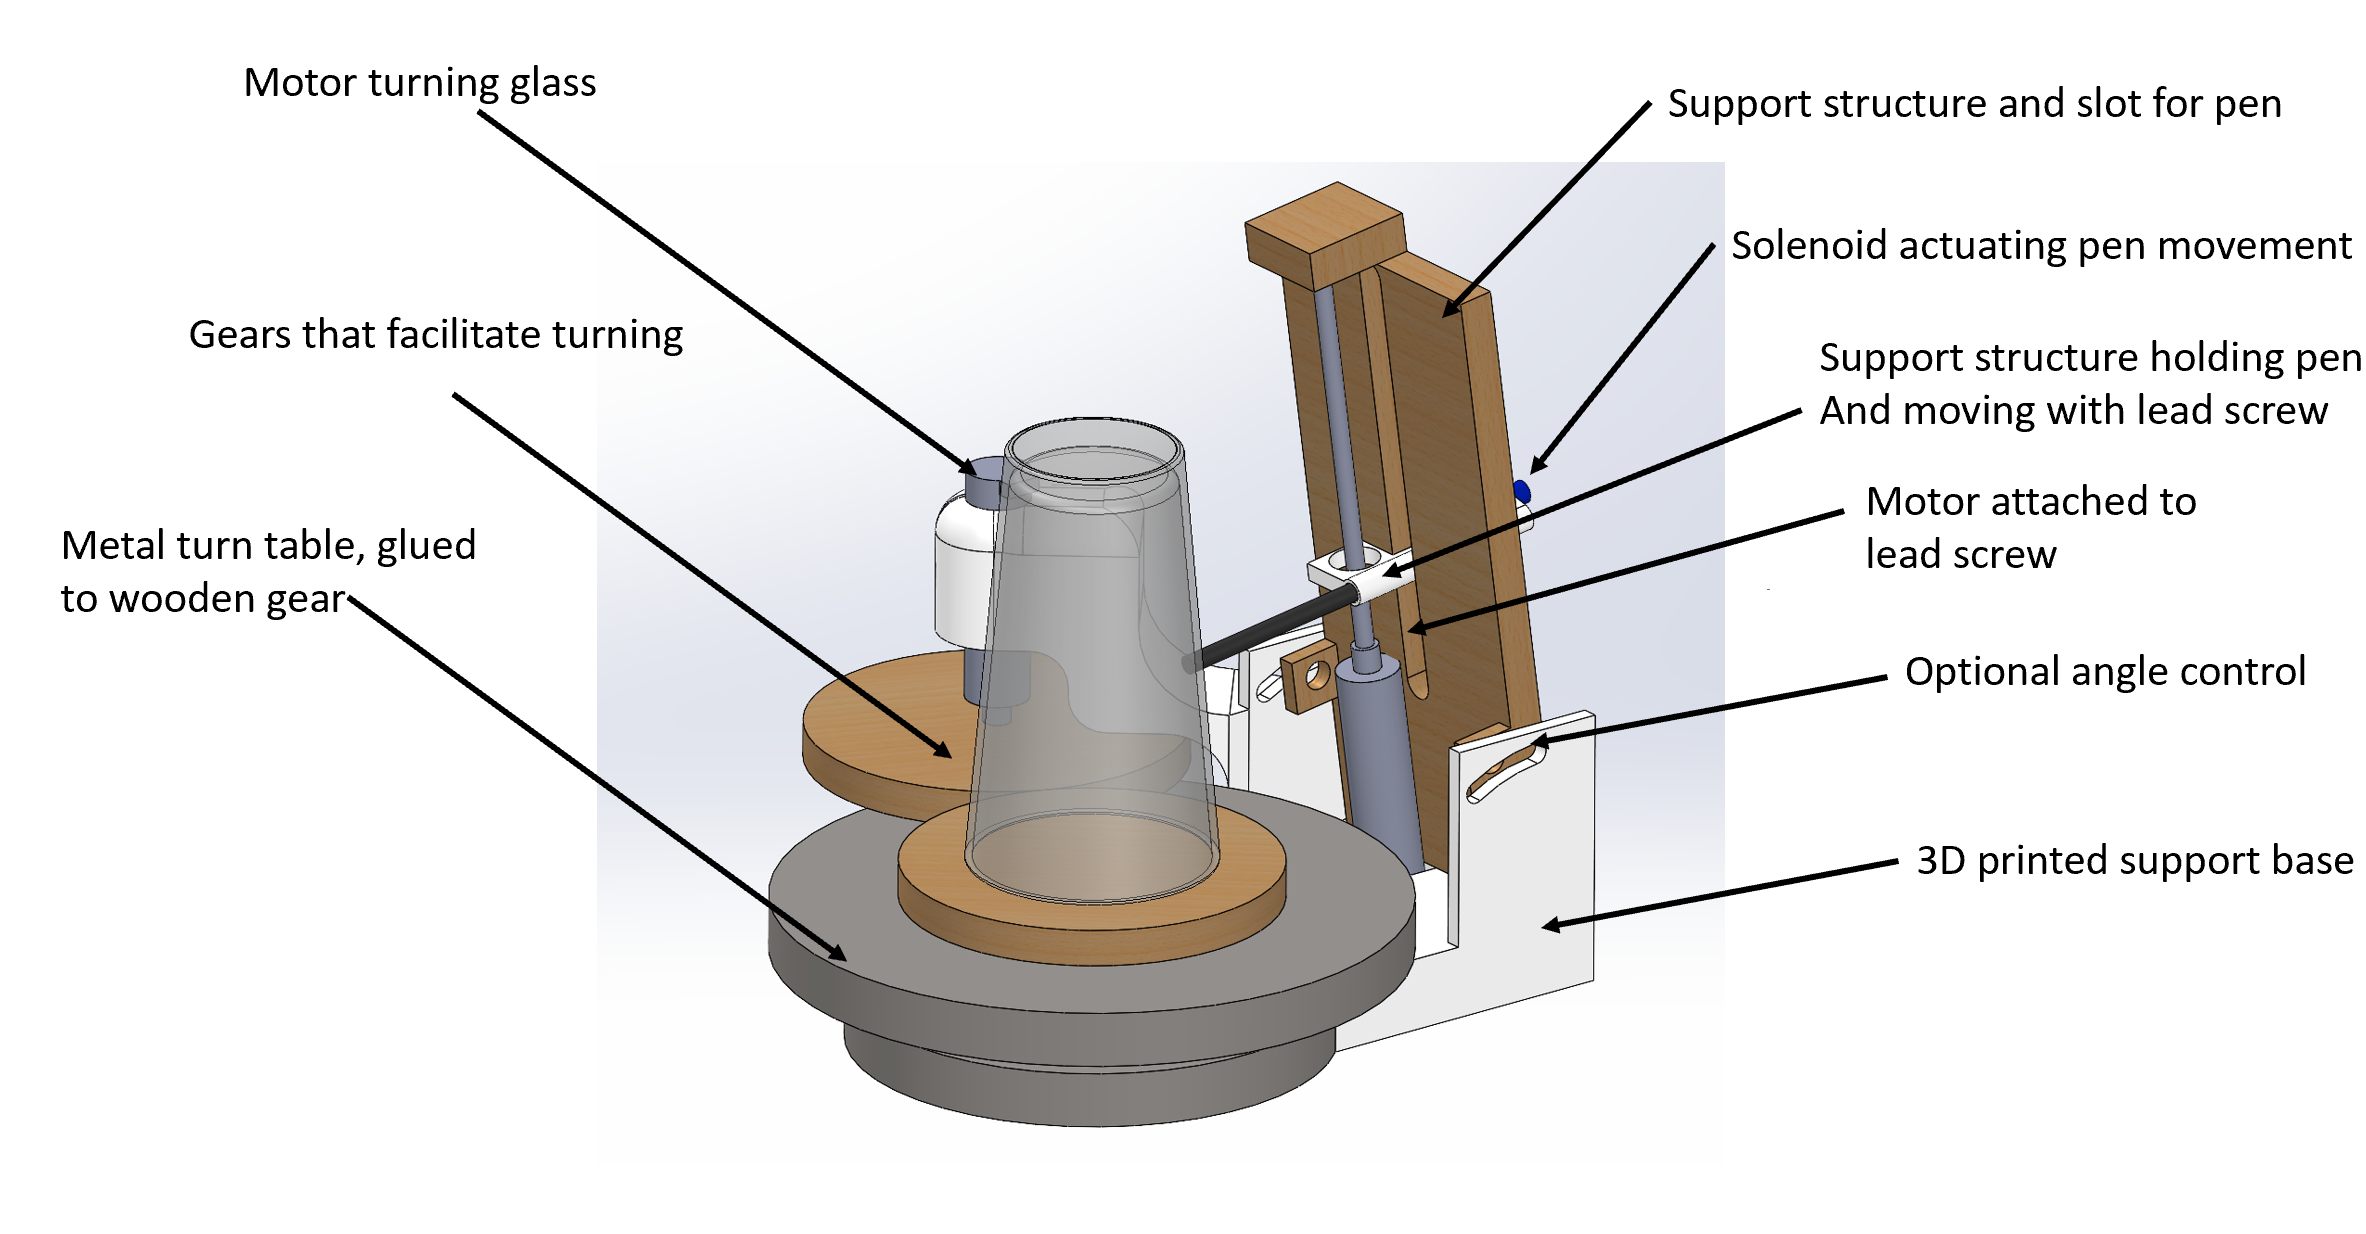 Motor turning glass
Support structure and slot for pen
Solenoid actuating pen movement
Gears that facilitate turning
Support structure holding pen
And moving with lead screw
Motor attached to
lead screw
Metal turn table, glued
to wooden gear
Optional angle control
3D printed support base